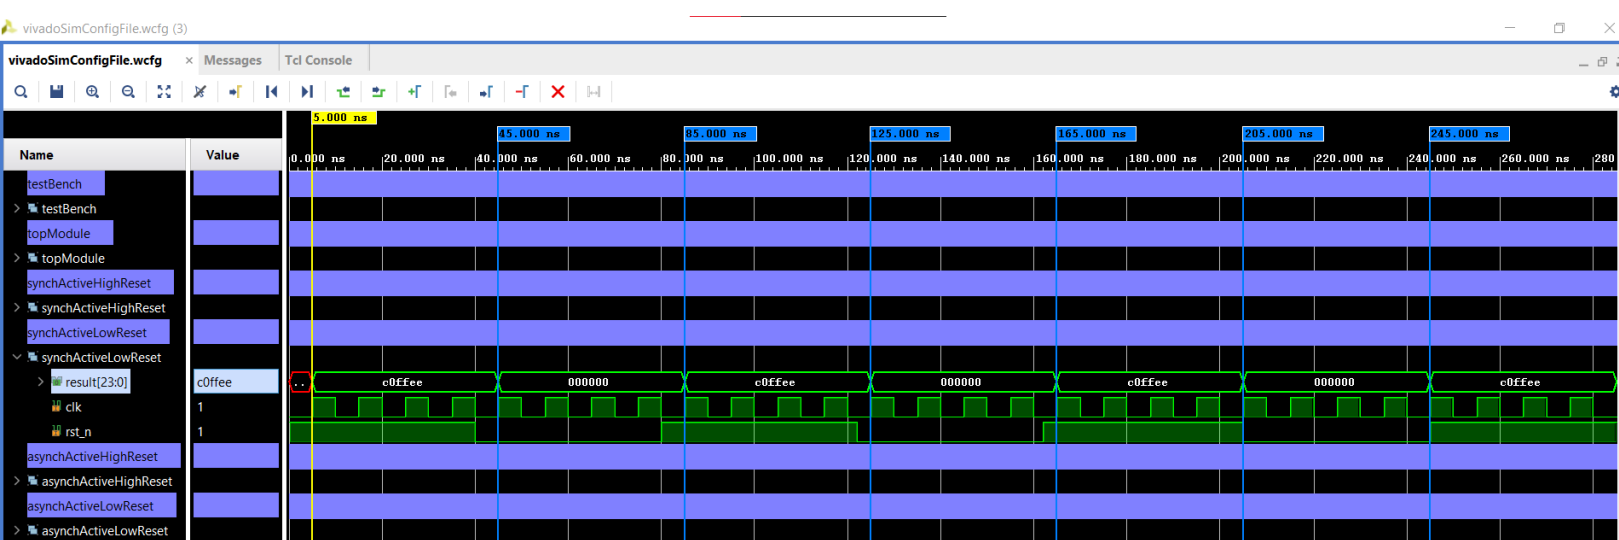 vivadoSimConfigFile.wcfg (3)
vivadoSimConfigFile.wcfg × Messages Tcl Console
5.000 ns
45.000 ns 85.000 ns 125.000 ns 165.000 ns 205.000 ns 245.000 ns
Name Value 0.000 ns 20.000 ns 40.000 ns 60.000 ns 80.000 ns 100.000 ns 120.000 ns 140.000 ns 160.000 ns 180.000 ns 200.000 ns 220.000 ns 240.000 ns 260.000 ns 280
testBench
testBench
topModule
topModule
synchActiveHighReset
synchActiveHighReset
synchActiveLowReset
synchActiveLowReset
result[23:0] c0ffee .. c0ffee 000000 c0ffee 000000 c0ffee 000000 c0ffee
clk 1
rst_n 1
asynchActiveHighReset
asynchActiveHighReset
asynchActiveLowReset
asynchActiveLowReset